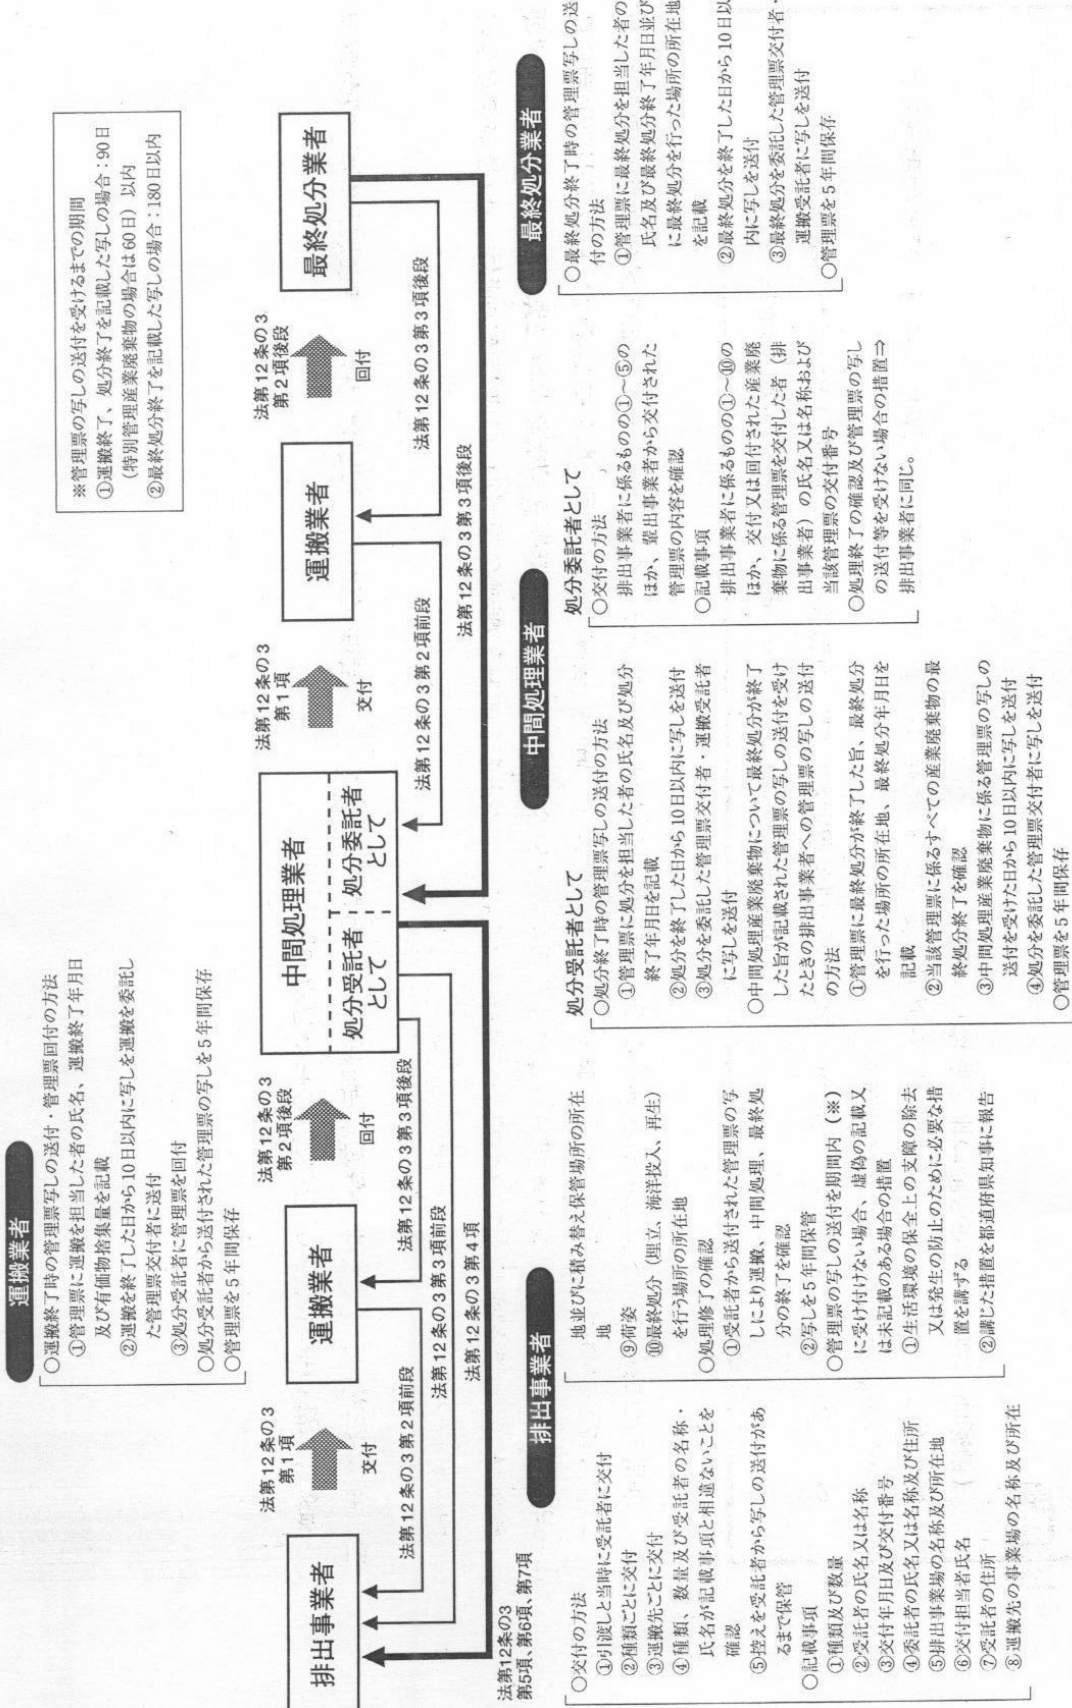 運搬業者
○運搬終了時の管理票写しの送付・管理票回付の方法
①管理票に運搬を担当した者の氏名、運搬終了年月日
及び有価物捨集量を記載
②運搬を終了した日から10日以内に写しを運搬を委託し
た管理票交付者に送付
③処分受託者に管理票を回付
○処分受託者から送付された管理票の写しを5年間保存
○管理票を5年間保存
※管理票の写しの送付を受けるまでの期間
①運搬終了、処分終了を記載した写しの場合:90日
(特別管理産業廃棄物の場合は60日)以内
②最終処分終了を記載した写しの場合:180日以内
排出事業者
法第12条の3
第1項
交付
運搬業者
法第12条の3
第2項後段
回付
中間処理業者
処分受託者
として
処分委託者
として
法第12条の3
第1項
交付
運搬業者
法第12条の3
第2項後段
回付
最終処分業者
法第12条の3第2項前段
法第12条の3第3項後段
法第12条の3第3項前段
法第12条の3第4項
法第12条の3第2項前段
法第12条の3第3項後段
法第12条の3第3項後段
法第12条の3
第5項、第6項、第7項
排出事業者
○交付の方法
①引渡しと当時に受託者に交付
②種類ごとに交付
③運搬先ごとに交付
④種類、数量及び受託者の名称・
氏名が記載事項と相違ないことを
確認
⑤控えを受託者から写しの送付があ
るまで保管
○記載事項
①種類及び数量
②受託者の氏名又は名称
③交付年月日及び交付番号
④委託者の氏名又は名称及び住所
⑤排出事業場の名称及び所在地
⑥交付担当者氏名
⑦受託者の住所
⑧運搬先の事業場の名称及び所在
地並びに積み替え保管場所の所在
地
⑨荷姿
⑩最終処分(埋立、海洋投入、再生)
を行う場所の所在地
○処理修了の確認
①受託者から送付された管理票の写
しにより運搬、中間処理、最終処
分の終了を確認
②写しを5年間保管
○管理票の写しの送付を期間内(※)
に受け付けない場合、虚偽の記載又
は未記載のある場合の措置
①生活環境の保全上の支障の除去
又は発生の防止のために必要な措
置を講ずる
②講じた措置を都道府県知事に報告
中間処理業者
処分受託者として
○処分終了時の管理票写しの送付の方法
①管理票に処分を担当した者の氏名及び処分
終了年月日を記載
②処分を終了した日から10日以内に写しを送付
③処分を委託した管理票交付者・運搬受託者
に写しを送付
○中間処理産業廃棄物について最終処分が終了
した旨が記載された管理票の写しの送付を受け
たときの排出事業者への管理票の写しの送付
の方法
①管理票に最終処分が終了した旨、最終処分
を行った場所の所在地、最終処分年月日を
記載
②当該管理票に係るすべての産業廃棄物の最
終処分終了を確認
③中間処理産業廃棄物に係る管理票の写しの
送付を受けた日から10日以内に写しを送付
④処分を委託した管理票交付者に写しを送付
○管理票を5年間保存
処分委託者として
○交付の方法
排出事業者に係るものの①~⑤の
ほか、輩出事業者から交付された
管理票の内容を確認
○記載事項
排出事業者に係るものの①~⑩の
ほか、交付又は回付された産業廃
棄物に係る管理票を交付した者(排
出事業者)の氏名又は名称および
当該管理票の交付番号
○処理終了の確認及び管理票の写し
の送付等を受けない場合の措置⇒
排出事業者に同じ。
最終処分業者
○最終処分終了時の管理票写しの送
付の方法
①管理票に最終処分を担当した者の
氏名及び最終処分終了年月日並び
に最終処分を行った場所の所在地
を記載
②最終処分を終了した日から10日以
内に写しを送付
③最終処分を委託した管理票交付者・
運搬受託者に写しを送付
○管理票を5年間保存